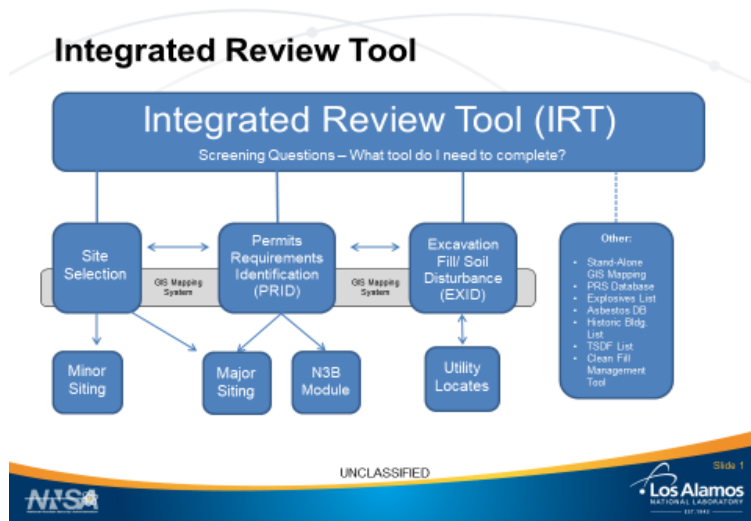 Integrated Review Tool
Integrated Review Tool (IRT)
Screening Questions – What tool do I need to complete?
Site
Selection
Permits
Requirements
Identification
(PRID)
Excavation
Fill/ Soil
Disturbance
(EXID)
GIS Mapping
System
GIS Mapping
System
Other:
• Stand-Alone
GIS Mapping
• PRS Database
• Explosives List
• Asbestos DB
• Historic Bldg.
List
• TSDF List
• Clean Fill
Management
Tool
Minor
Siting
Major
Siting
N3B
Module
Utility
Locates
UNCLASSIFIED
Slide 1
NNSA
Los Alamos
NATIONAL LABORATORY
EST. 1943